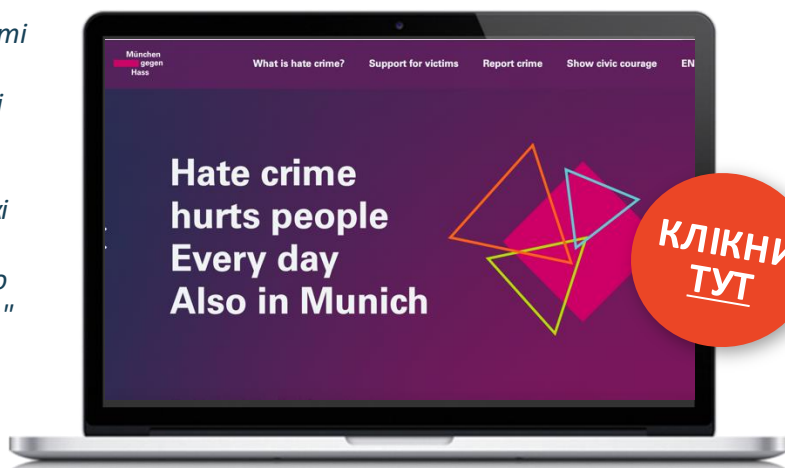 München
gegen
Hass
What is hate crime? Support for victims Report crime Show civic courage EN
Hate crime
hurts people
Every day
Also in Munich
ТУТ